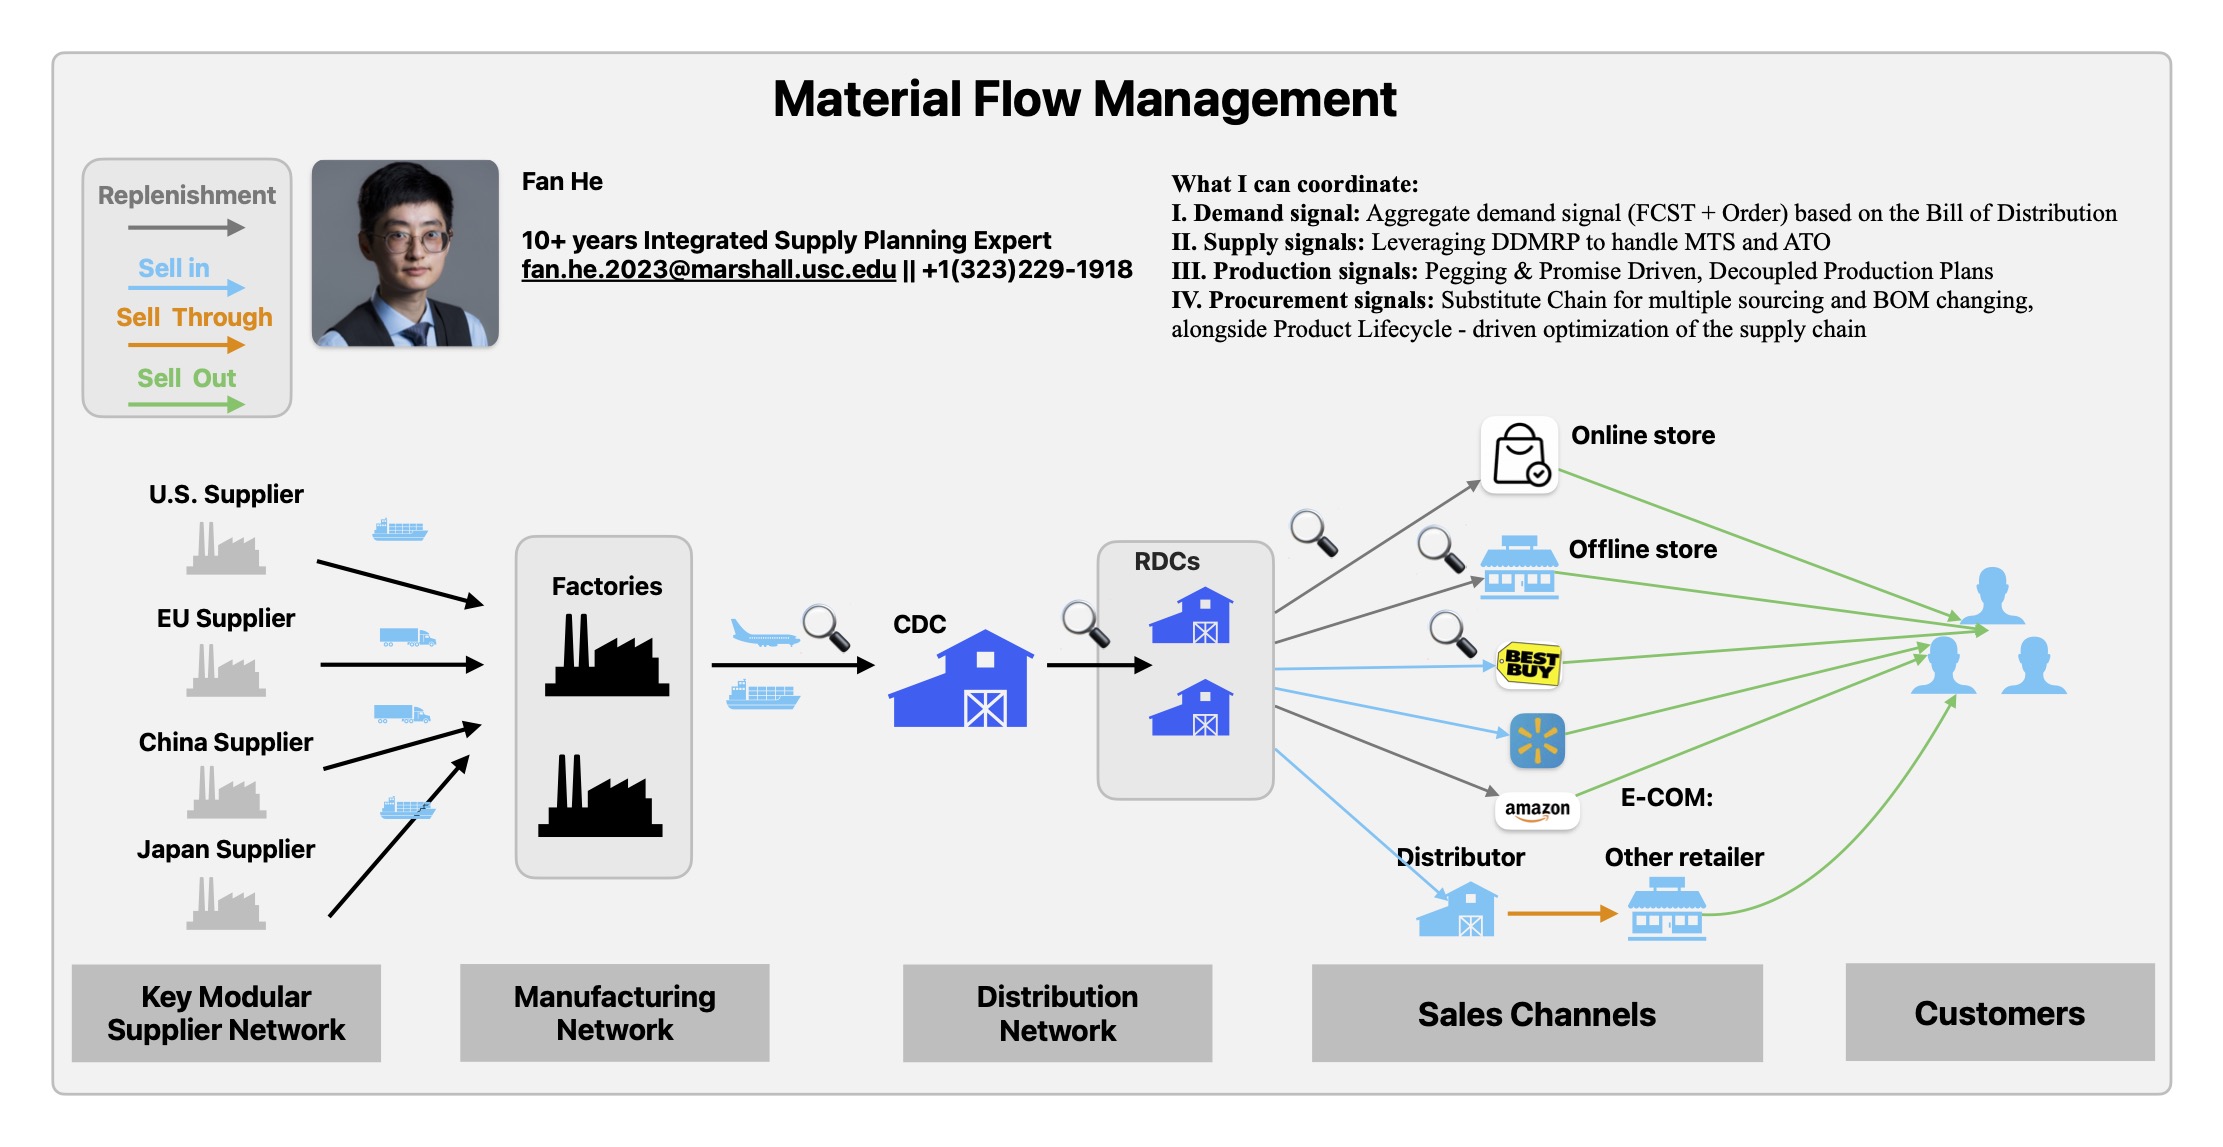 Material Flow Management
Replenishment
Sell in
Sell Through
Sell Out
Fan He
10+ years Integrated Supply Planning Expert
fan.he.2023@marshall.usc.edu || +1(323)229-1918
What I can coordinate:
I. Demand signal: Aggregate demand signal (FCST + Order) based on the Bill of Distribution
II. Supply signals: Leveraging DDMRP to handle MTS and ATO
III. Production signals: Pegging & Promise Driven, Decoupled Production Plans
IV. Procurement signals: Substitute Chain for multiple sourcing and BOM changing,
alongside Product Lifecycle - driven optimization of the supply chain
U.S. Supplier
EU Supplier
China Supplier
Japan Supplier
Factories
CDC
RDCs
Online store
Offline store
BEST
BUY
amazon
E-COM:
Distributor
Other retailer
Key Modular
Supplier Network
Manufacturing
Network
Distribution
Network
Sales Channels
Customers